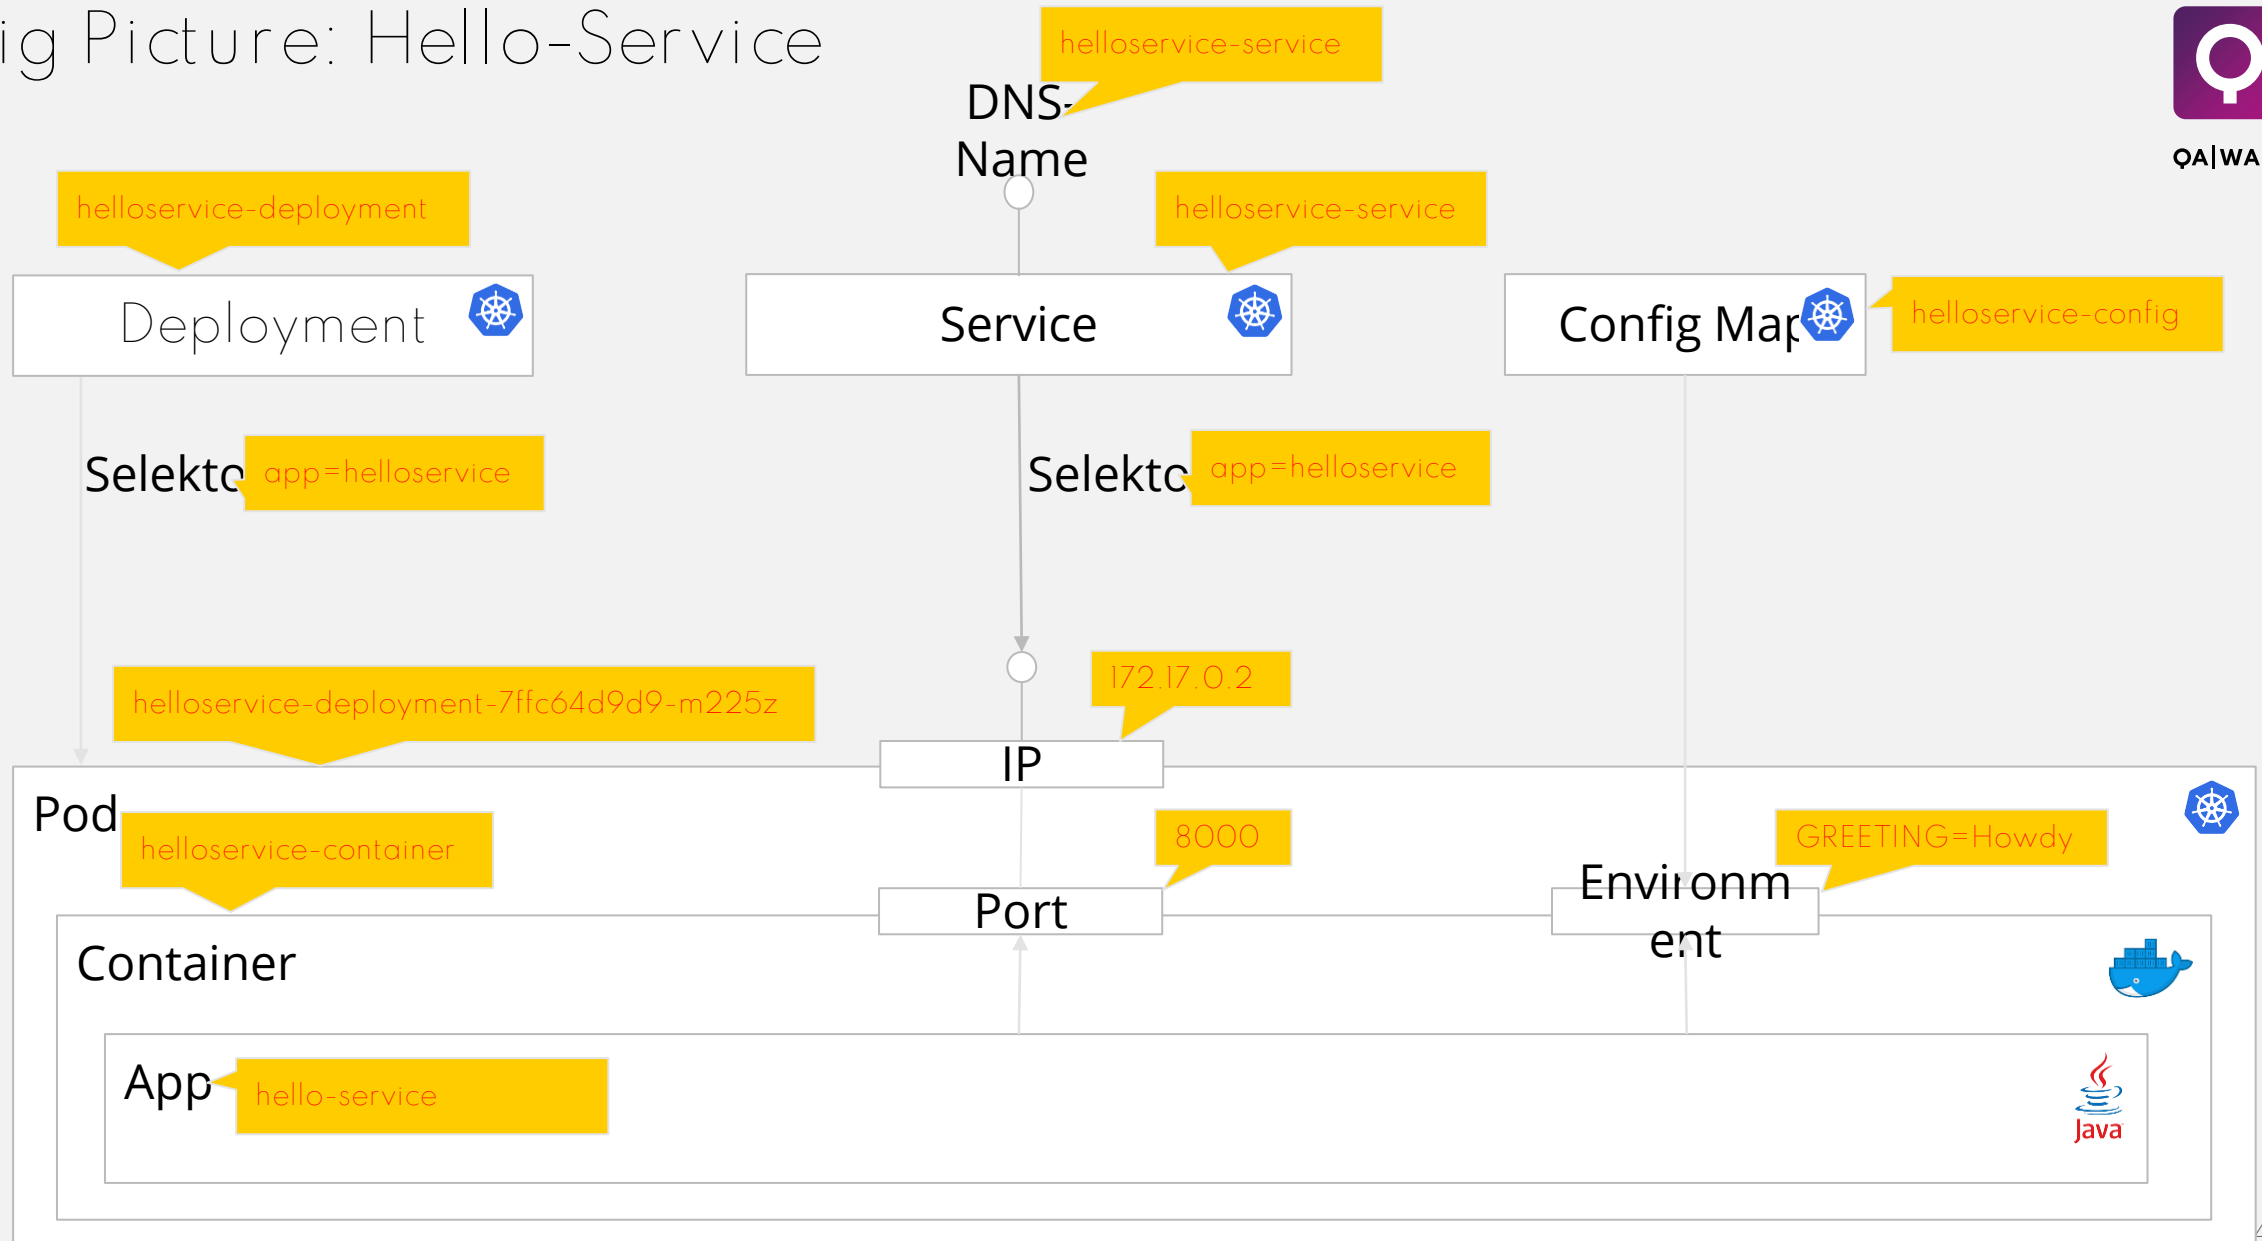 ig Picture: Hello-Service
helloservice-service
DNS-
Name
QA|WA
helloservice-deployment
helloservice-service
Deployment
Service
Config Map
helloservice-config
Selekto
app=helloservice
Selekto
app=helloservice
helloservice-deployment-7ffc64d9d9-m225z
172.17.0.2
IP
Pod
helloservice-container
8000
GREETING=Howdy
Port
Environm
ent
Container
App
hello-service
Java